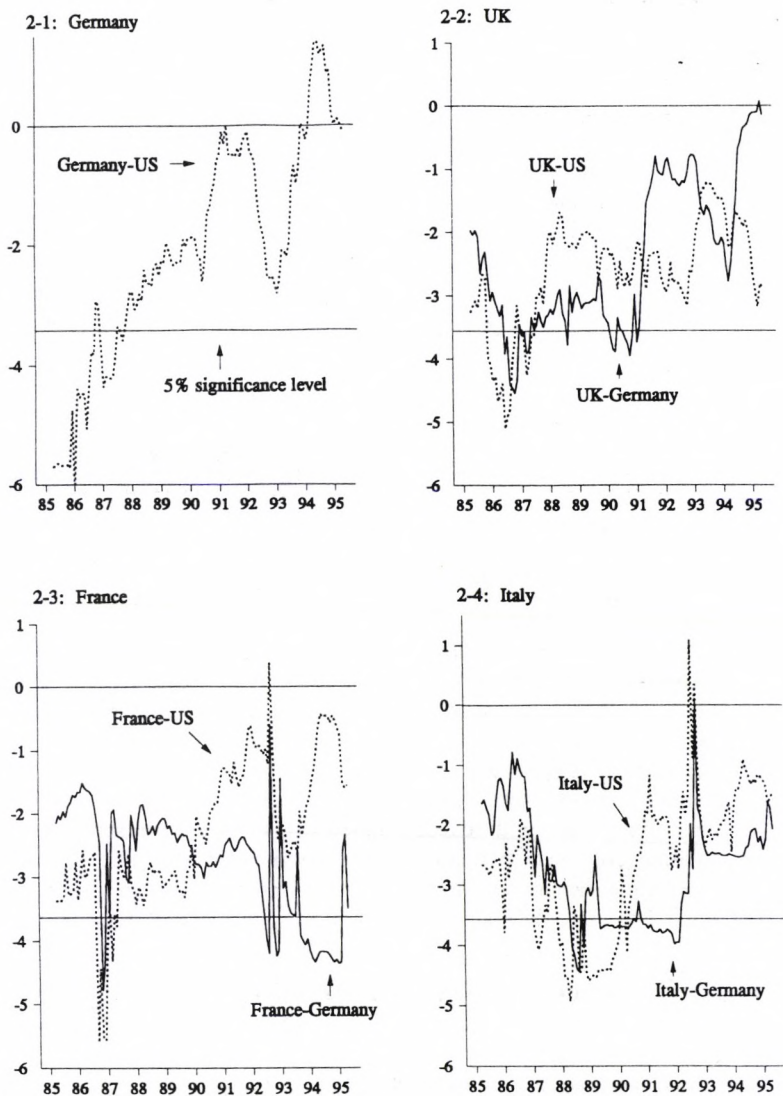 2-1: Germany
0
-2
-4
-6
Germany-US
5% significance level
85 86 87 88 89 90 91 92 93 94 95
2-2: UK
1
0
-1
-2
-3
-4
-5
-6
UK-US
UK-Germany
85 86 87 88 89 90 91 92 93 94 95
2-3: France
1
0
-1
-2
-3
-4
-5
-6
France-US
France-Germany
85 86 87 88 89 90 91 92 93 94 95
2-4: Italy
1
0
-1
-2
-3
-4
-5
-6
Italy-US
Italy-Germany
85 86 87 88 89 90 91 92 93 94 95